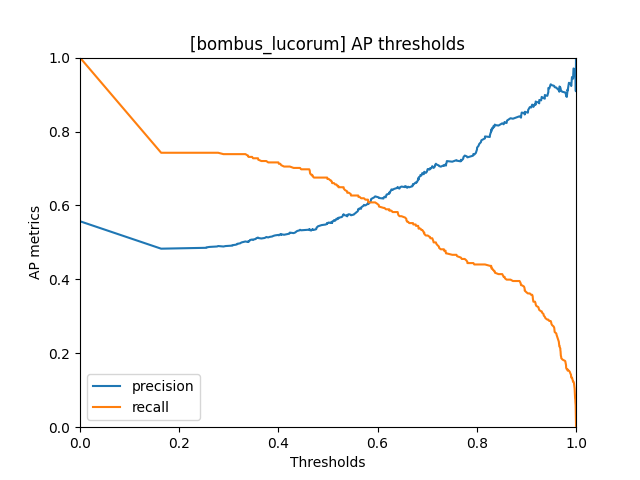 [bombus_lucorum] AP thresholds
1.0
0.8
0.6
0.4
0.2
0.0
AP metrics
precision
recall
0.0 0.2 0.4 0.6 0.8 1.0
Thresholds